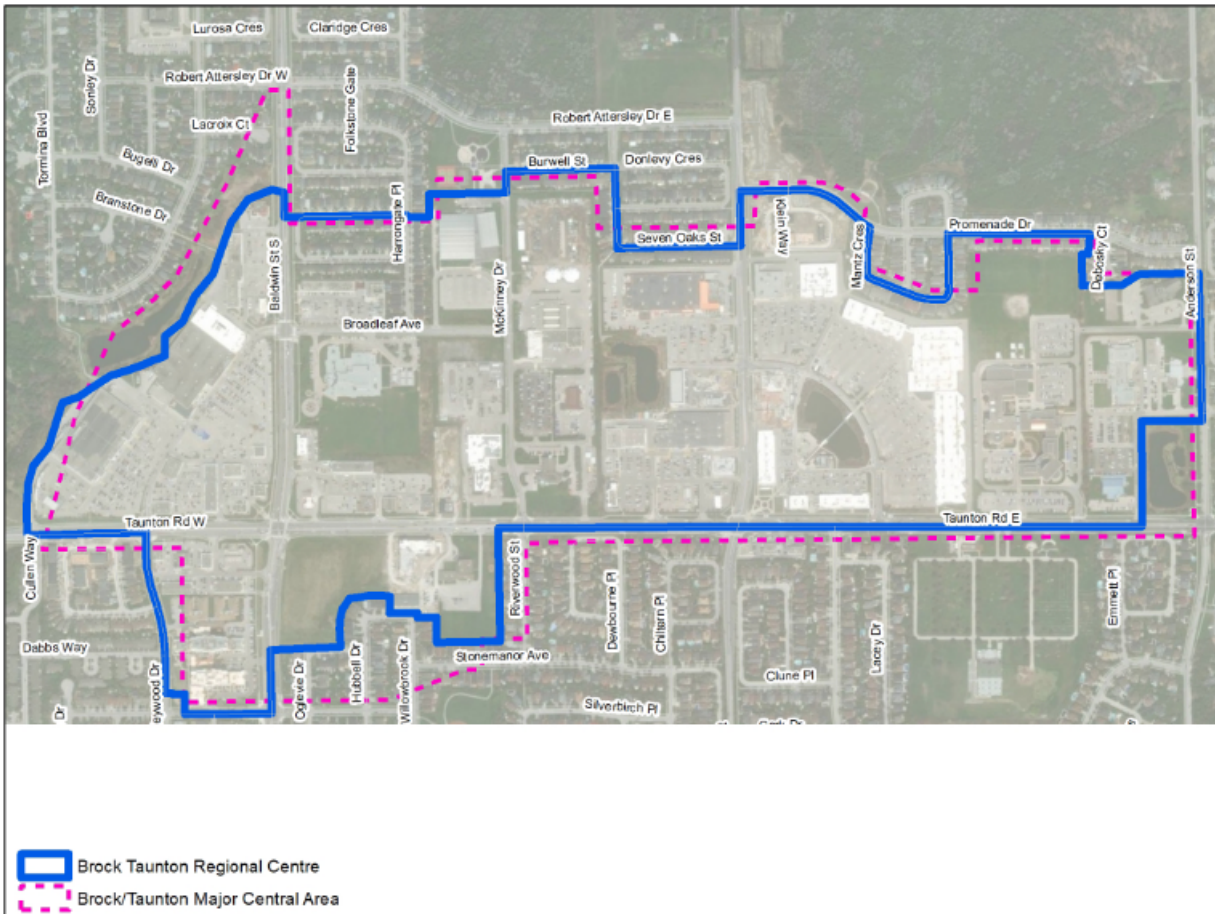 Lurosa Cres
Claridge Cres
Sonley Dr
Robert Attersley Dr W
Folkstone Gate
Tormina Blvd
Lacroix Ct
Robert Attersley Dr E
Bugelli Dr
Burwell St
Donlevy Cres
Branstone Dr
Harrongate Pl
Klein Way
Promenade Dr
Seven Oaks St
Mantz Cres
Debosky Ct
Baldwin St S
McKinney Dr
Anderson St
Broadleaf Ave
Taunton Rd W
Taunton Rd E
Cullen Way
Riverwood St
Dewbourne Pl
Chiltern Pl
Emmett Pl
Dabbs Way
Hubbell Dr
Stonemanor Ave
Lacey Dr
Oglevie Dr
Willowbrook Dr
Clune Pl
Dr
eywood Dr
Silverbirch Pl
Brock Taunton Regional Centre
Brock/Taunton Major Central Area